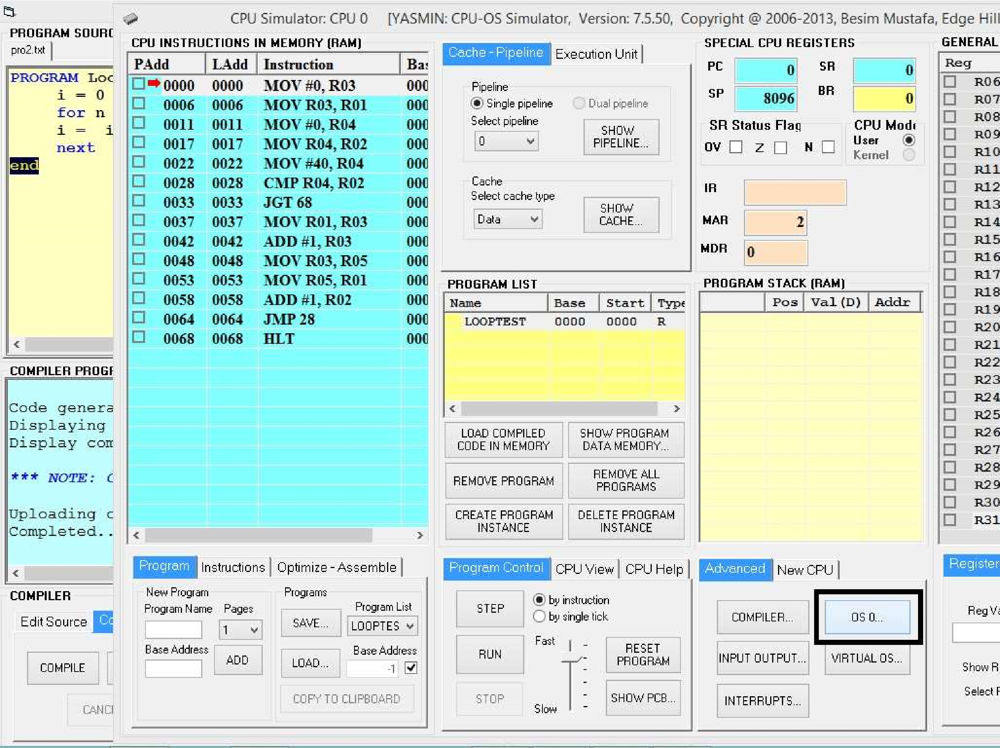 CPU Simulator: CPU 0 [YASMIN: CPU-OS Simulator, Version: 7.5.50, Copyright @ 2006-2013, Besim Mustafa, Edge Hill
PROGRAM SOURC
pro2.txt
PROGRAM Loo
i = 0
for n
i = i
next
end
COMPILER PROGR
Code genera
Displaying
Display com
*** NOTE: C
Uploading c
Completed..
COMPILER
Edit Source Co
COMPILE
CANC
CPU INSTRUCTIONS IN MEMORY (RAM)
PAdd LAdd Instruction Bas
0000 0000 MOV #0, R03 000
0006 0006 MOV R03, R01 000
0011 0011 MOV #0, R04 000
0017 0017 MOV R04, R02 000
0022 0022 MOV #40, R04 000
0028 0028 CMP R04, R02 000
0033 0033 JGT 68 000
0037 0037 MOV R01, R03 000
0042 0042 ADD #1, R03 000
0048 0048 MOV R03, R05 000
0053 0053 MOV R05, R01 000
0058 0058 ADD #1, R02 000
0064 0064 JMP 28 000
0068 0068 HLT 000
Program Instructions Optimize - Assemble
New Program
Program Name Pages
1
Base Address
ADD
Programs
Program List
SAVE... LOOPTES
Base Address
LOAD... -1
COPY TO CLIPBOARD
Cache - Pipeline Execution Unit
Pipeline
Single pipeline Dual pipeline
Select pipeline
0
SHOW
PIPELINE...
Cache
Select cache type
Data
SHOW
CACHE...
PROGRAM LIST
Name Base Start Type
LOOPTEST 0000 0000 R
LOAD COMPILED
CODE IN MEMORY
SHOW PROGRAM
DATA MEMORY...
REMOVE PROGRAM
REMOVE ALL
PROGRAMS
CREATE PROGRAM
INSTANCE
DELETE PROGRAM
INSTANCE
Program Control CPU View CPU Help
STEP
by instruction
by single tick
RUN
Fast
RESET
PROGRAM
STOP
Slow
SHOW PCB...
SPECIAL CPU REGISTERS
PC 0 SR 0
SP 8096 BR 0
SR Status Flag
OV Z N
CPU Mode
User
Kernel
IR
MAR 2
MDR 0
PROGRAM STACK (RAM)
Pos Val(D) Addr
Advanced New CPU
COMPILER... OS 0...
INPUT OUTPUT... VIRTUAL OS...
INTERRUPTS...
GENERAL
Reg
R06
R07
R08
R09
R10
R11
R12
R13
R14
R15
R16
R17
R18
R19
R20
R21
R22
R23
R24
R25
R26
R27
R28
R29
R30
R31
Register
Reg Va
Show R
Select